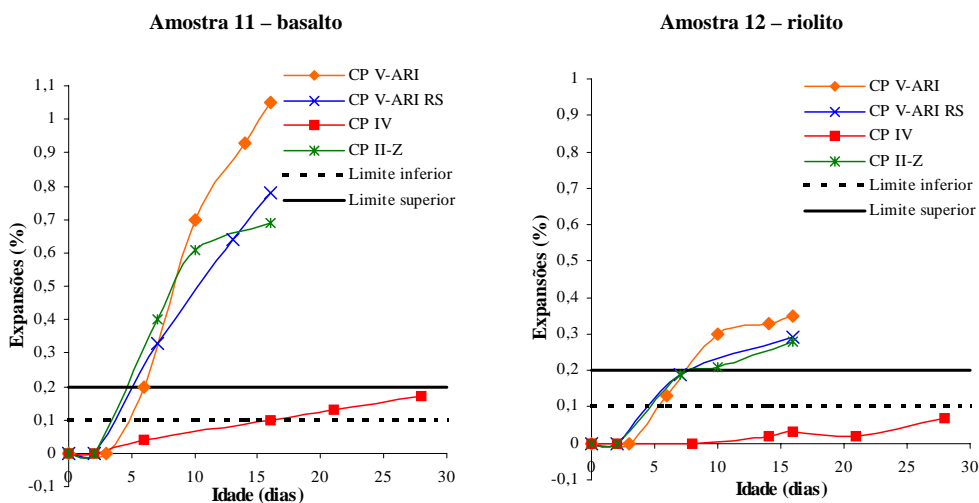 Amostra 11 – basalto
Expansões (%)
1,1
1
0,9
0,8
0,7
0,6
0,5
0,4
0,3
0,2
0,1
0
-0,1
0 5 10 15 20 25 30
Idade (dias)
CP V-ARI
CP V-ARI RS
CP IV
CP II-Z
Limite inferior
Limite superior
Amostra 12 – riolito
Expansões (%)
1
0,9
0,8
0,7
0,6
0,5
0,4
0,3
0,2
0,1
0
-0,1
0 5 10 15 20 25 30
Idade (dias)
CP V-ARI
CP V-ARI RS
CP IV
CP II-Z
Limite inferior
Limite superior